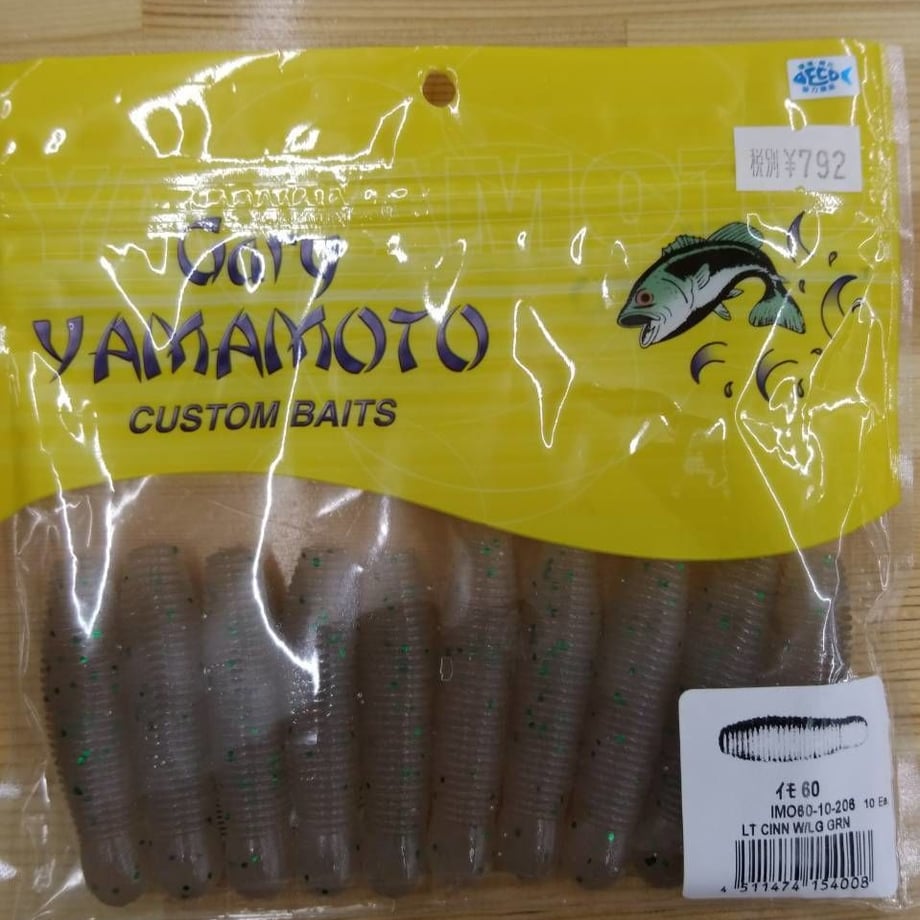 税別 ¥792
Gary
YAMAMOTO
CUSTOM BAITS
イモ 60
IMO60-10-206 10 Ea.
LT CINN W/LG GRN
4 511474 154008